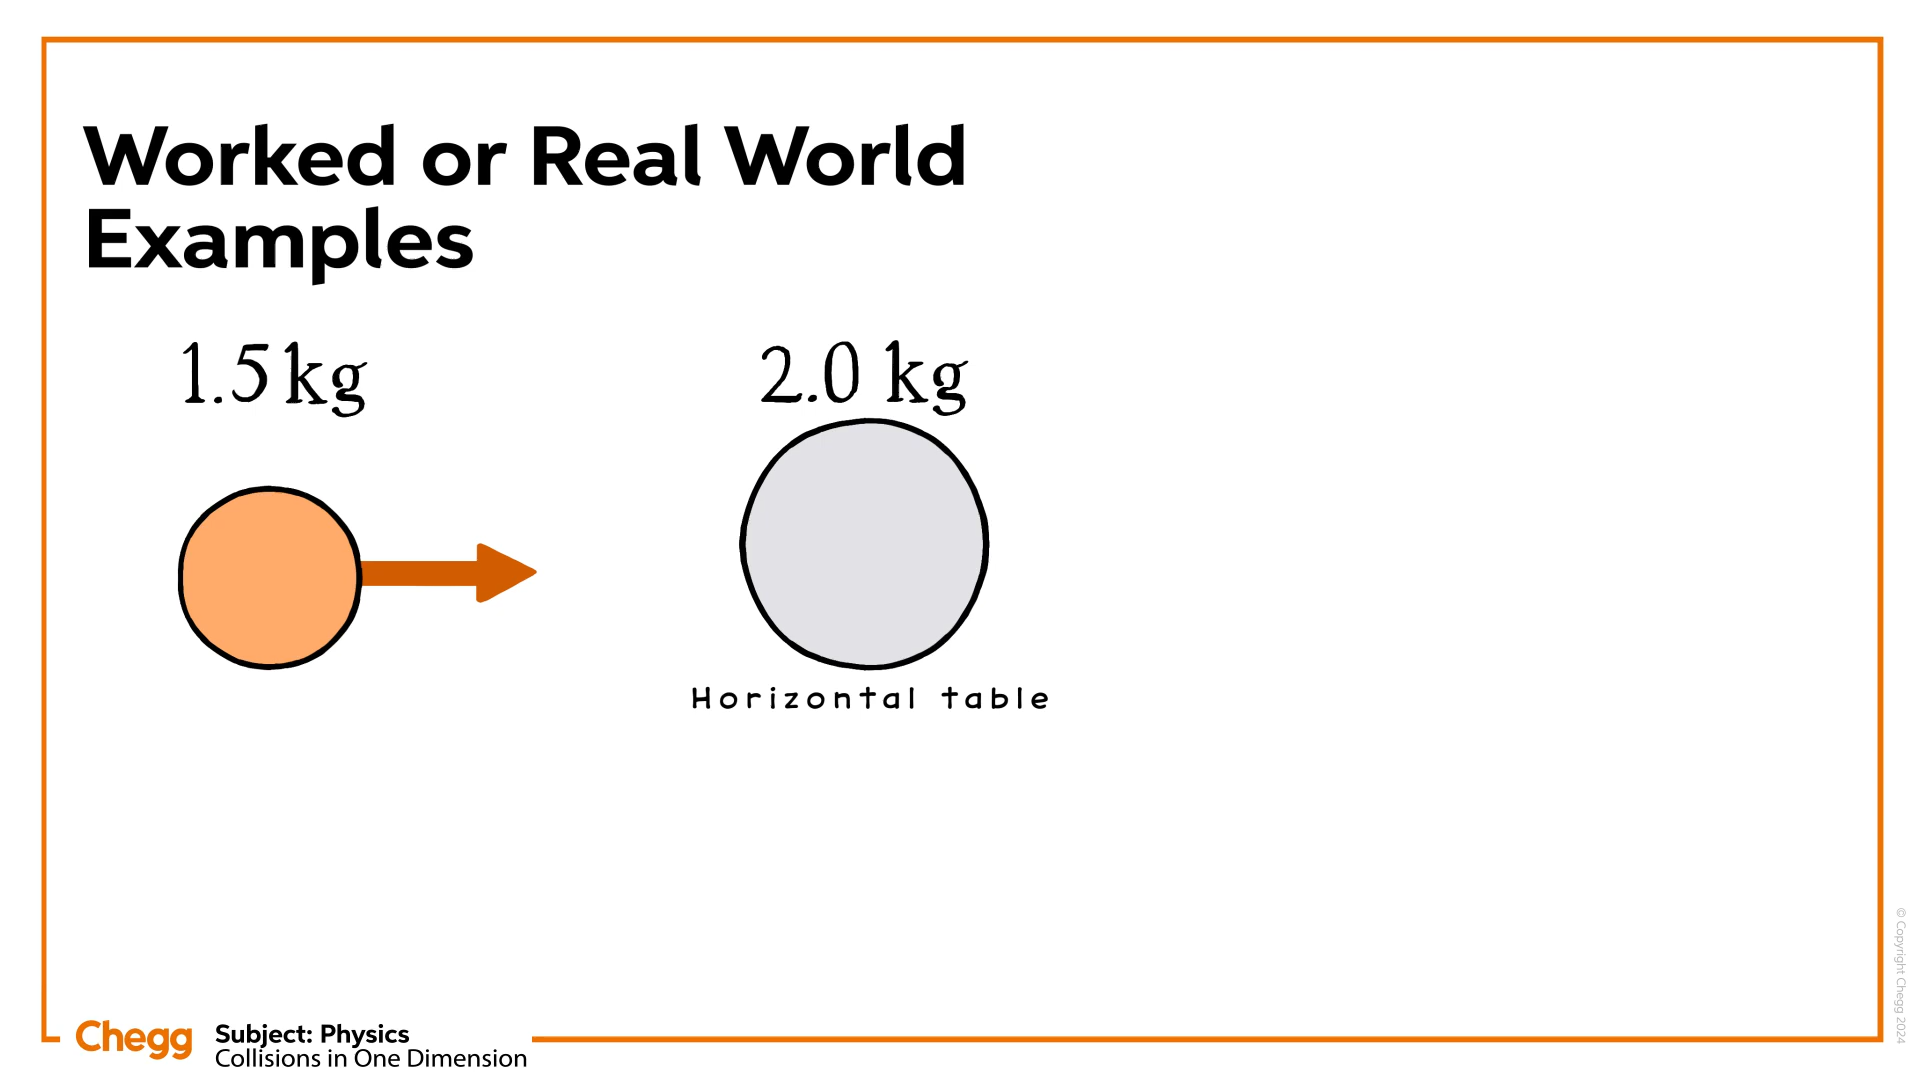 Worked or Real World
Examples
1.5 kg
2.0 kg
Horizontal table
Chegg
Subject: Physics
Collisions in One Dimension
© Copyright Chegg 2024